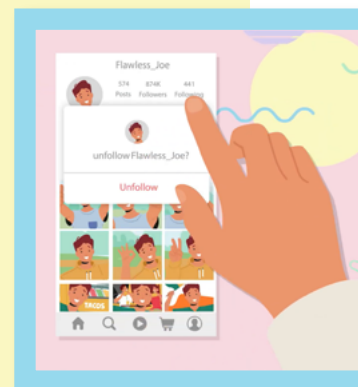 Flawless_Joe
574 874K 441
Posts Followers Following
unfollow Flawless_Joe?
Unfollow
TACOS